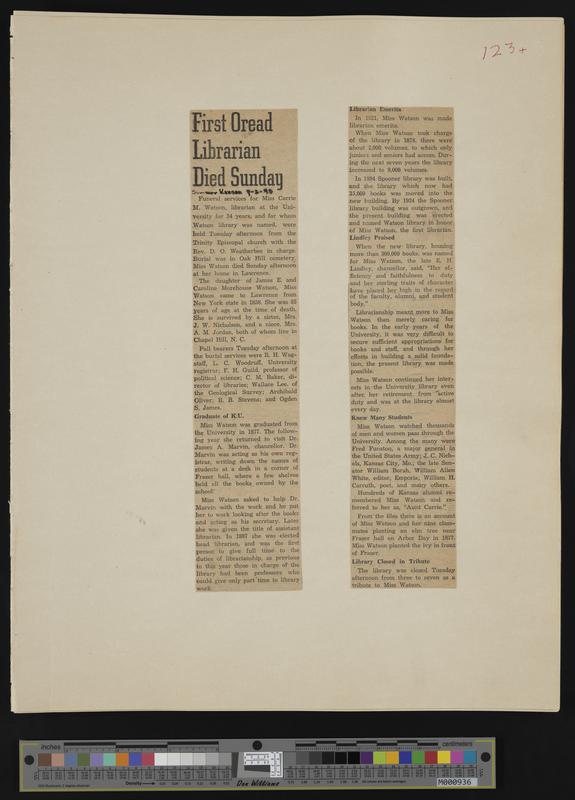 123+
First Oread
Librarian
Died Sunday
Kansan
Funeral services for Miss Carrie
M. Watson, librarian at the Uni-
versity for 54 years, and for whom
Watson library was named, were
held Tuesday afternoon from the
Trinity Episcopal church with the
Rev. D. O. Weatherbee in charge.
Burial was in Oak Hill cemetery.
Miss Watson died Sunday afternoon
at her home in Lawrence.
The daughter of James E. and
Caroline Morehouse Watson, Miss
Watson came to Lawrence from
New York state in 1858. She was 85
years of age at the time of death.
She is survived by a sister, Mrs.
J. W. Nicholson, and a niece, Mrs.
A. M. Jordan, both of whom live in
Chapel Hill, N. C.
Pall bearers Tuesday afternoon at
the burial services were R. H. Wag-
staff, L. C. Woodruff, University
registrar; F. H. Guild, professor of
political science; C. M. Baker, di-
rector of libraries; Wallace Lee, of
the Geological Survey; Archibald
Oliver; R. B. Stevens; and Ogden
S. James.
Graduate of K.U.
Miss Watson was graduated from
the University in 1877. The follow-
ing year she returned to visit Dr.
James A. Marvin, chancellor. Dr.
Marvin was acting as his own reg-
istrar, writing down the names of
students at a desk in a corner of
Fraser hall, where a few shelves
held all the books owned by the
school.
Miss Watson asked to help Dr.
Marvin with the work and he put
her to work looking after the books
and acting as his secretary. Later
she was given the title of assistant
librarian. In 1887 she was elected
head librarian, and was the first
person to give full time to the
duties of librarianship, as previous
to this year those in charge of the
library had been professors who
could give only part time to library
work.
Librarian Emerita
In 1921, Miss Watson was made
librarian emerita.
When Miss Watson took charge
of the library in 1878, there were
about 2,000 volumes, to which only
juniors and seniors had access. Dur-
ing the next seven years the library
increased to 8,000 volumes.
In 1894 Spooner library was built,
and the library which now had
25,000 books was moved into the
new building. By 1924 the Spooner
library building was outgrown, and
the present building was erected
and named Watson library in honor
of Miss Watson, the first librarian.
Lindley Praised
When the new library, housing
more than 300,000 books, was named
for Miss Watson, the late E. H.
Lindley, chancellor, said, "Her ef-
ficiency and faithfulness to duty
and her sterling traits of character
have placed her high in the regard
of the faculty, alumni, and student
body."
Librarianship meant more to Miss
Watson than merely caring for
books. In the early years of the
University, it was very difficult to
secure sufficient appropriations for
books and staff, and through her
efforts in building a solid founda-
tion, the present library was made
possible.
Miss Watson continued her inter-
ests in the University library even
after her retirement from "active
duty and was at the library almost
every day.
Knew Many Students
Miss Watson watched thousands
of men and women pass through the
University. Among the many were
Fred Funston, a major general in
the United States Army; J. C. Nich-
ols, Kansas City, Mo.; the late Sen-
ator William Borah, William Allen
White, editor, Emporia, William H.
Carruth, poet, and many others.
Hundreds of Kansas alumni re-
membered Miss Watson and re-
ferred to her as, "Aunt Carrie."
From the files there is an account
of Miss Watson and her nine class-
mates planting an elm tree near
Fraser hall on Arbor Day in 1877.
Miss Watson planted the ivy in front
of Fraser.
Library Closed in Tribute
The library was closed Tuesday
afternoon from three to seven as a
tribute to Miss Watson.
inches
centimeters
Density
Don Williams
M000936